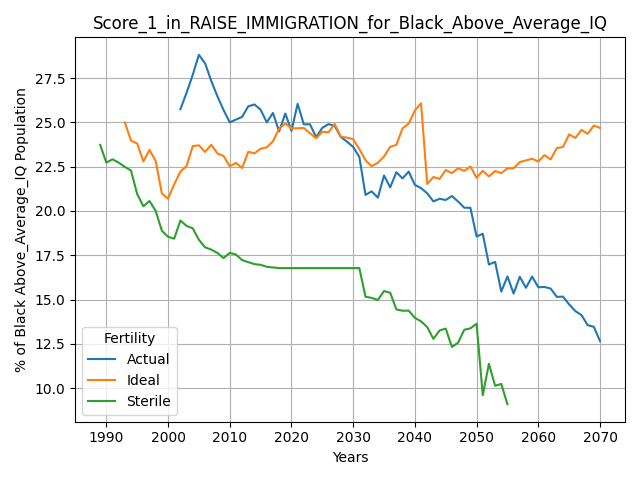 Score_1_in_RAISE_IMMIGRATION_for_Black_Above_Average_IQ
% of Black Above_Average_IQ Population
27.5
25.0
22.5
20.0
17.5
15.0
12.5
10.0
Fertility
Actual
Ideal
Sterile
1990 2000 2010 2020 2030 2040 2050 2060 2070
Years